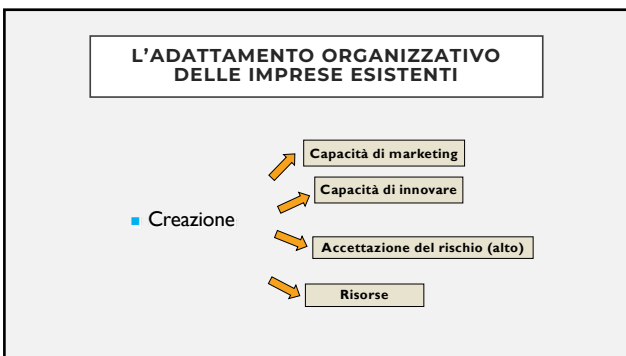 L’ADATTAMENTO ORGANIZZATIVO
DELLE IMPRESE ESISTENTI
Capacità di marketing
Capacità di innovare
Creazione
Accettazione del rischio (alto)
Risorse